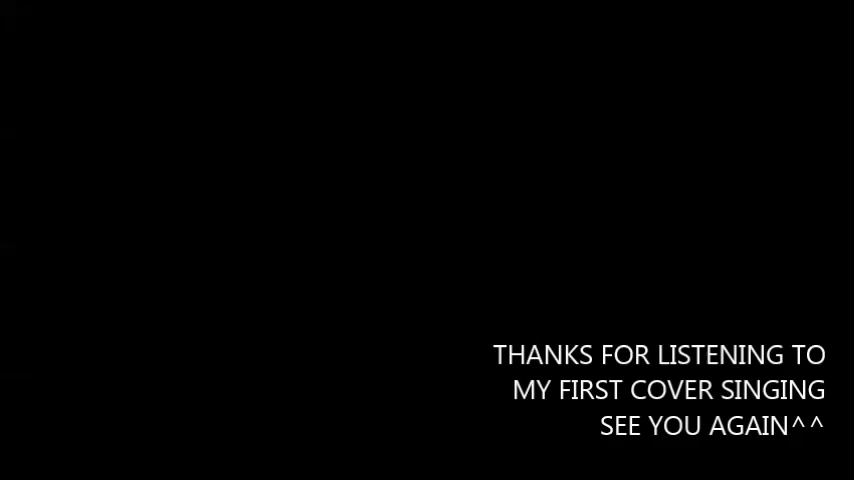 THANKS FOR LISTENING TO
MY FIRST COVER SINGING
SEE YOU AGAIN^^